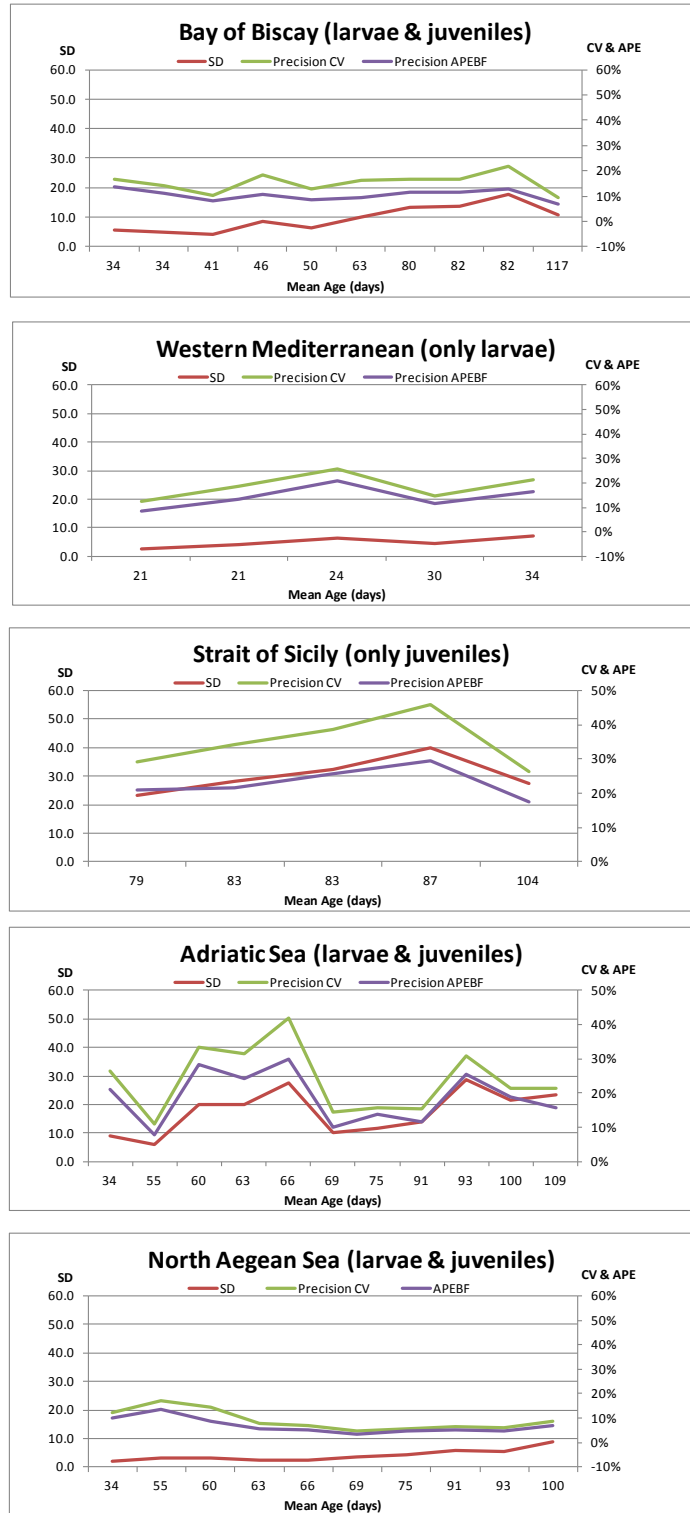 Bay of Biscay (larvae & juveniles)
SD CV & APE
SD Precision CV Precision APEBF
60.0 60%
50.0 50%
40.0 40%
30.0 30%
20.0 20%
10.0 10%
0.0 0%
-10%
34 34 41 46 50 63 80 82 82 117
Mean Age (days)
Western Mediterranean (only larvae)
SD CV & APE
SD Precision CV Precision APEBF
60.0 60%
50.0 50%
40.0 40%
30.0 30%
20.0 20%
10.0 10%
0.0 0%
-10%
21 21 24 30 34
Mean Age (days)
Strait of Sicily (only juveniles)
SD CV & APE
SD Precision CV Precision APEBF
60.0 50%
50.0 40%
40.0 30%
30.0 20%
20.0 10%
10.0 0%
0.0
79 83 83 87 104
Mean Age (days)
Adriatic Sea (larvae & juveniles)
SD CV & APE
SD Precision CV Precision APEBF
60.0 50%
50.0 40%
40.0 30%
30.0 20%
20.0 10%
10.0 0%
0.0
34 55 60 63 66 69 75 91 93 100 109
Mean Age (days)
North Aegean Sea (larvae & juveniles)
SD CV & APE
SD Precision CV APEBF
60.0 60%
50.0 50%
40.0 40%
30.0 30%
20.0 20%
10.0 10%
0.0 0%
-10%
34 55 60 63 66 69 75 91 93 100
Mean Age (days)